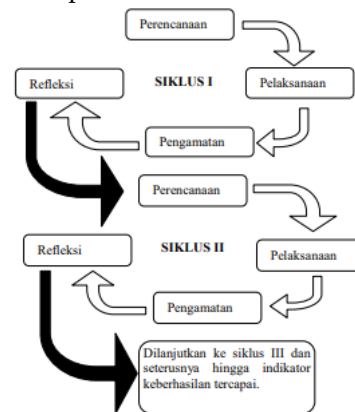 Perencanaan
Refleksi
SIKLUS I
Pelaksanaan
Pengamatan
Perencanaan
Refleksi
SIKLUS II
Pelaksanaan
Pengamatan
Dilanjutkan ke siklus III dan
seterusnya hingga indikator
keberhasilan tercapai.